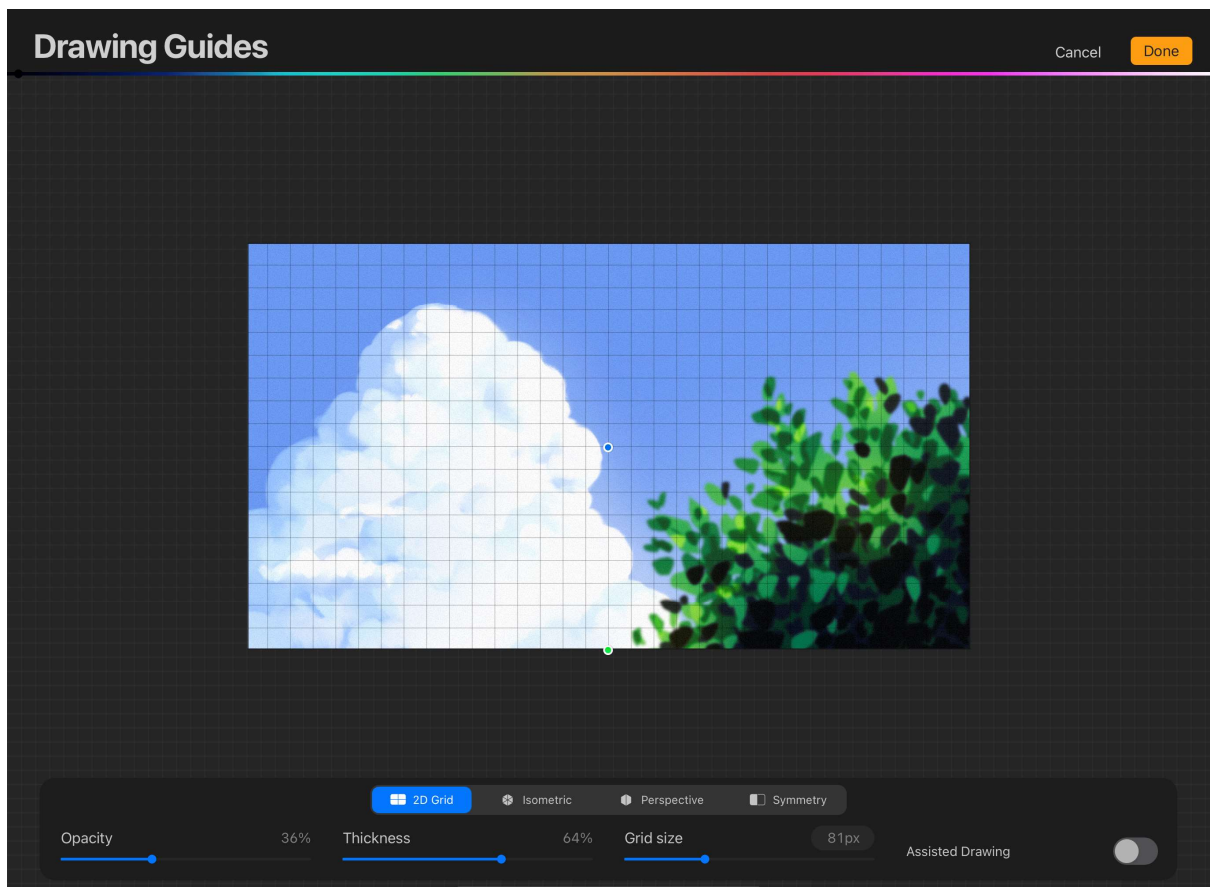 Drawing Guides
Cancel
Done
2D Grid
Isometric
Perspective
Symmetry
Opacity 36%
Thickness 64%
Grid size 81px
Assisted Drawing